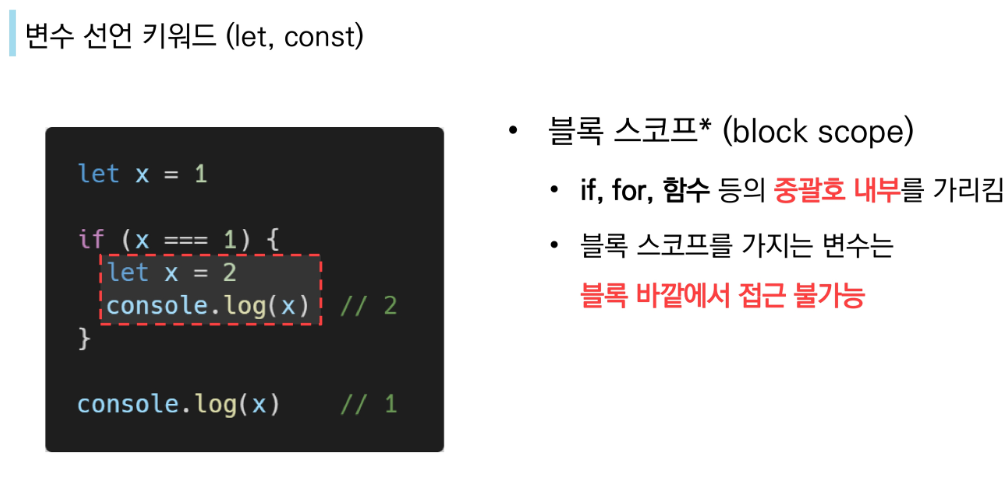 변수 선언 키워드 (let, const)
let x = 1
if (x === 1) {
let x = 2
console.log(x) // 2
}
console.log(x) // 1
• 블록 스코프* (block scope)
• if, for, 함수 등의 중괄호 내부를 가리킴
• 블록 스코프를 가지는 변수는
블록 바깥에서 접근 불가능